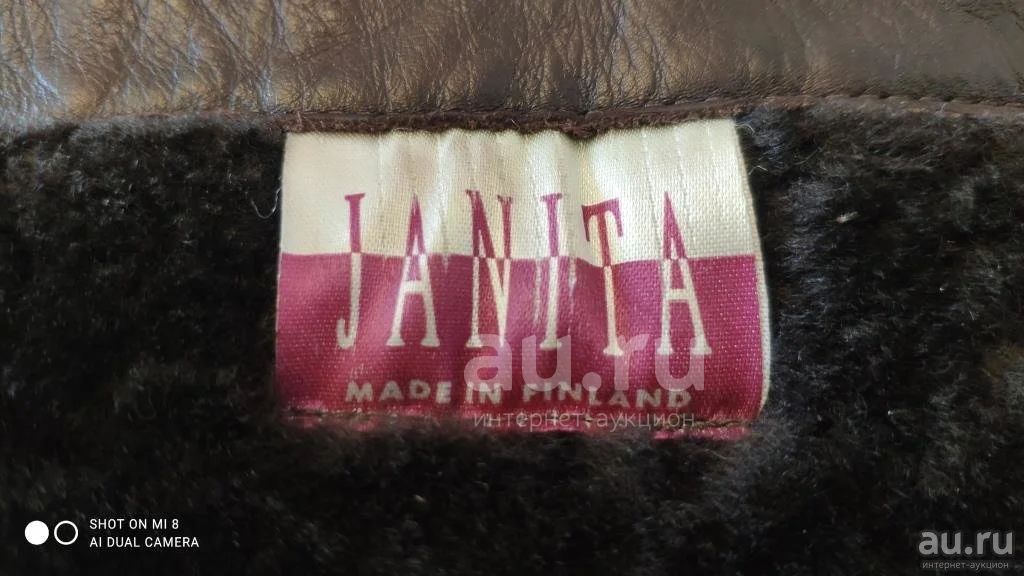 JANITA
au.ru
MADE IN FINLAND
интернет-аукцион
SHOT ON MI 8
AI DUAL CAMERA
au.ru
интернет-аукцион